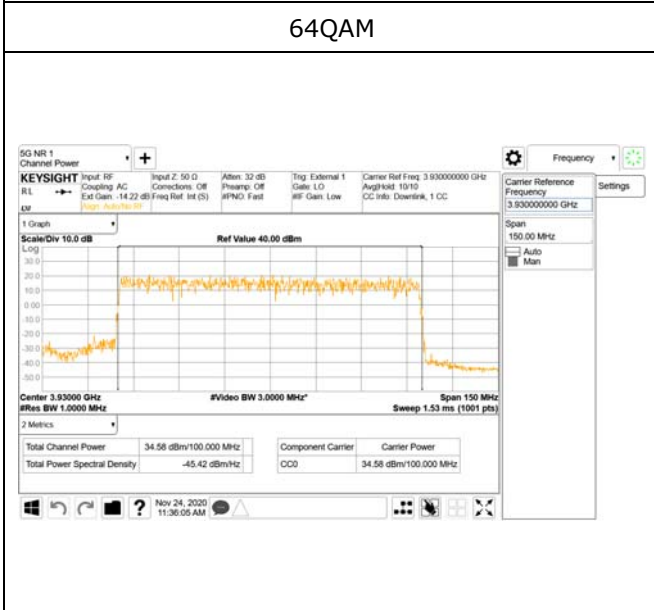 64QAM
5G NR 1
Channel Power
+
Frequency
KEYSIGHT Input: RF Input Z: 50 Ω Atten: 32 dB Trig: External 1 Carrier Ref Freq: 3.930000000 GHz
RL Coupling: AC Corrections: Off Preamp: Off Gate: LO Avg|Hold: 10/10
Ext Gain: -14.22 dB Freq Ref: Int (S) #PNO: Fast #IF Gain: Low CC Info: Downlink, 1 CC
Align: Auto/No RF
Carrier Reference Frequency
3.930000000 GHz
Settings
Span
150.00 MHz
Auto
Man
1 Graph
Scale/Div 10.0 dB Ref Value 40.00 dBm
Log
30.0
20.0
10.0
0.00
-10.0
-20.0
-30.0
-40.0
-50.0
Center 3.93000 GHz #Video BW 3.0000 MHz* Span 150 MHz
#Res BW 1.0000 MHz Sweep 1.53 ms (1001 pts)
2 Metrics
Total Channel Power 34.58 dBm/100.000 MHz Component Carrier Carrier Power
Total Power Spectral Density -45.42 dBm/Hz CC0 34.58 dBm/100.000 MHz
? Nov 24, 2020
11:36:05 AM